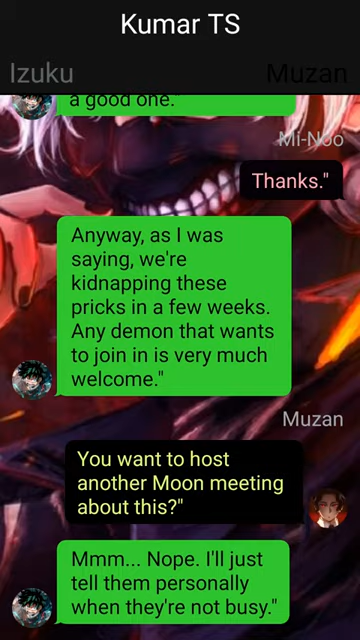 Kumar TS
Izuku
Muzan
a good one."
Mi-Noo
Thanks."
Anyway, as I was
saying, we're
kidnapping these
pricks in a few weeks.
Any demon that wants
to join in is very much
welcome."
Muzan
You want to host
another Moon meeting
about this?"
Mmm... Nope. I'll just
tell them personally
when they're not busy."